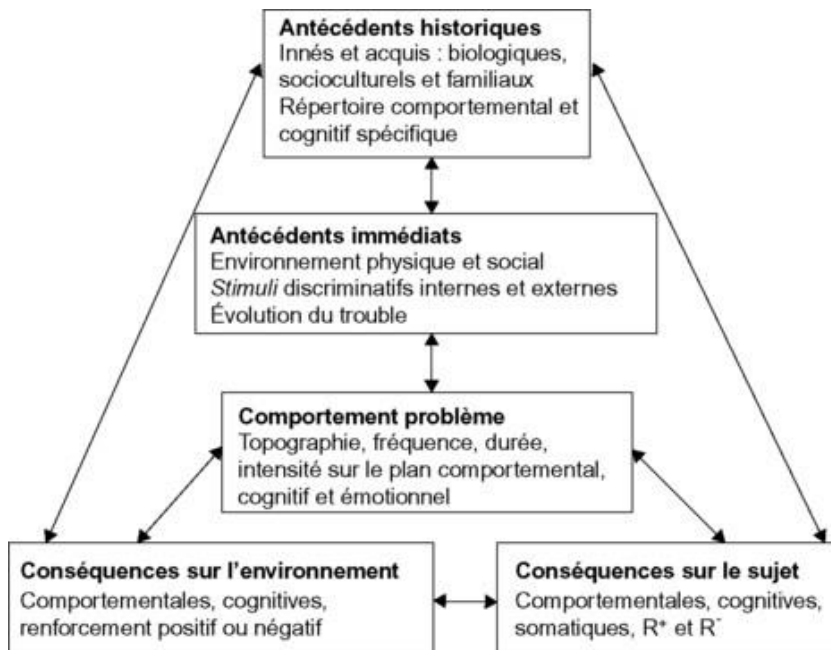 Antécédents historiques
Innés et acquis : biologiques,
socioculturels et familiaux
Répertoire comportemental et
cognitif spécifique
Antécédents immédiats
Environnement physique et social
Stimuli discriminatifs internes et externes
Évolution du trouble
Comportement problème
Topographie, fréquence, durée,
intensité sur le plan comportemental,
cognitif et émotionnel
Conséquences sur l'environnement
Comportementales, cognitives,
renforcement positif ou négatif
Conséquences sur le sujet
Comportementales, cognitives,
somatiques, R⁺ et R⁻